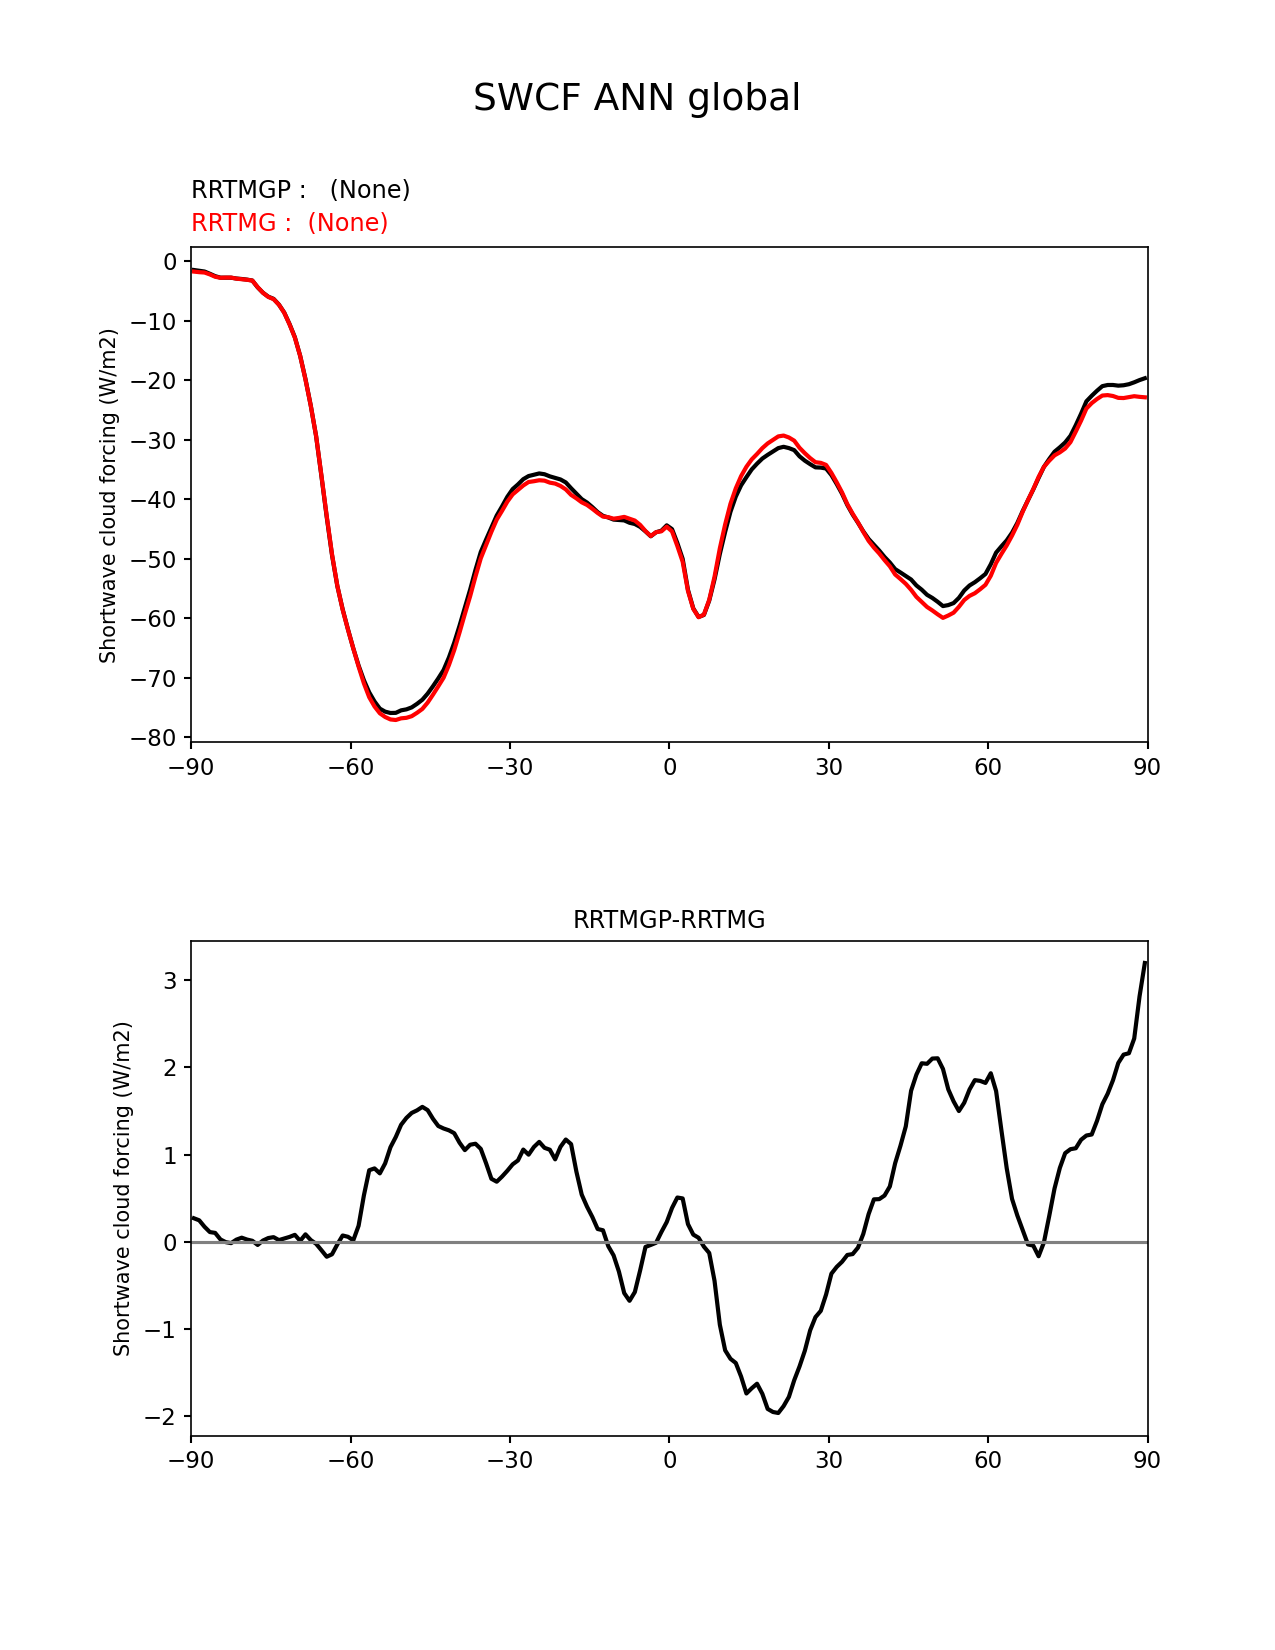 SWCF ANN global
RRTMGP :   (None)
RRTMG :  (None)
0
−10
−20
−30
−40
−50
−60
−70
−80
Shortwave cloud forcing (W/m2)
−90 −60 −30 0 30 60 90
RRTMGP-RRTMG
3
2
1
0
−1
−2
Shortwave cloud forcing (W/m2)
−90 −60 −30 0 30 60 90